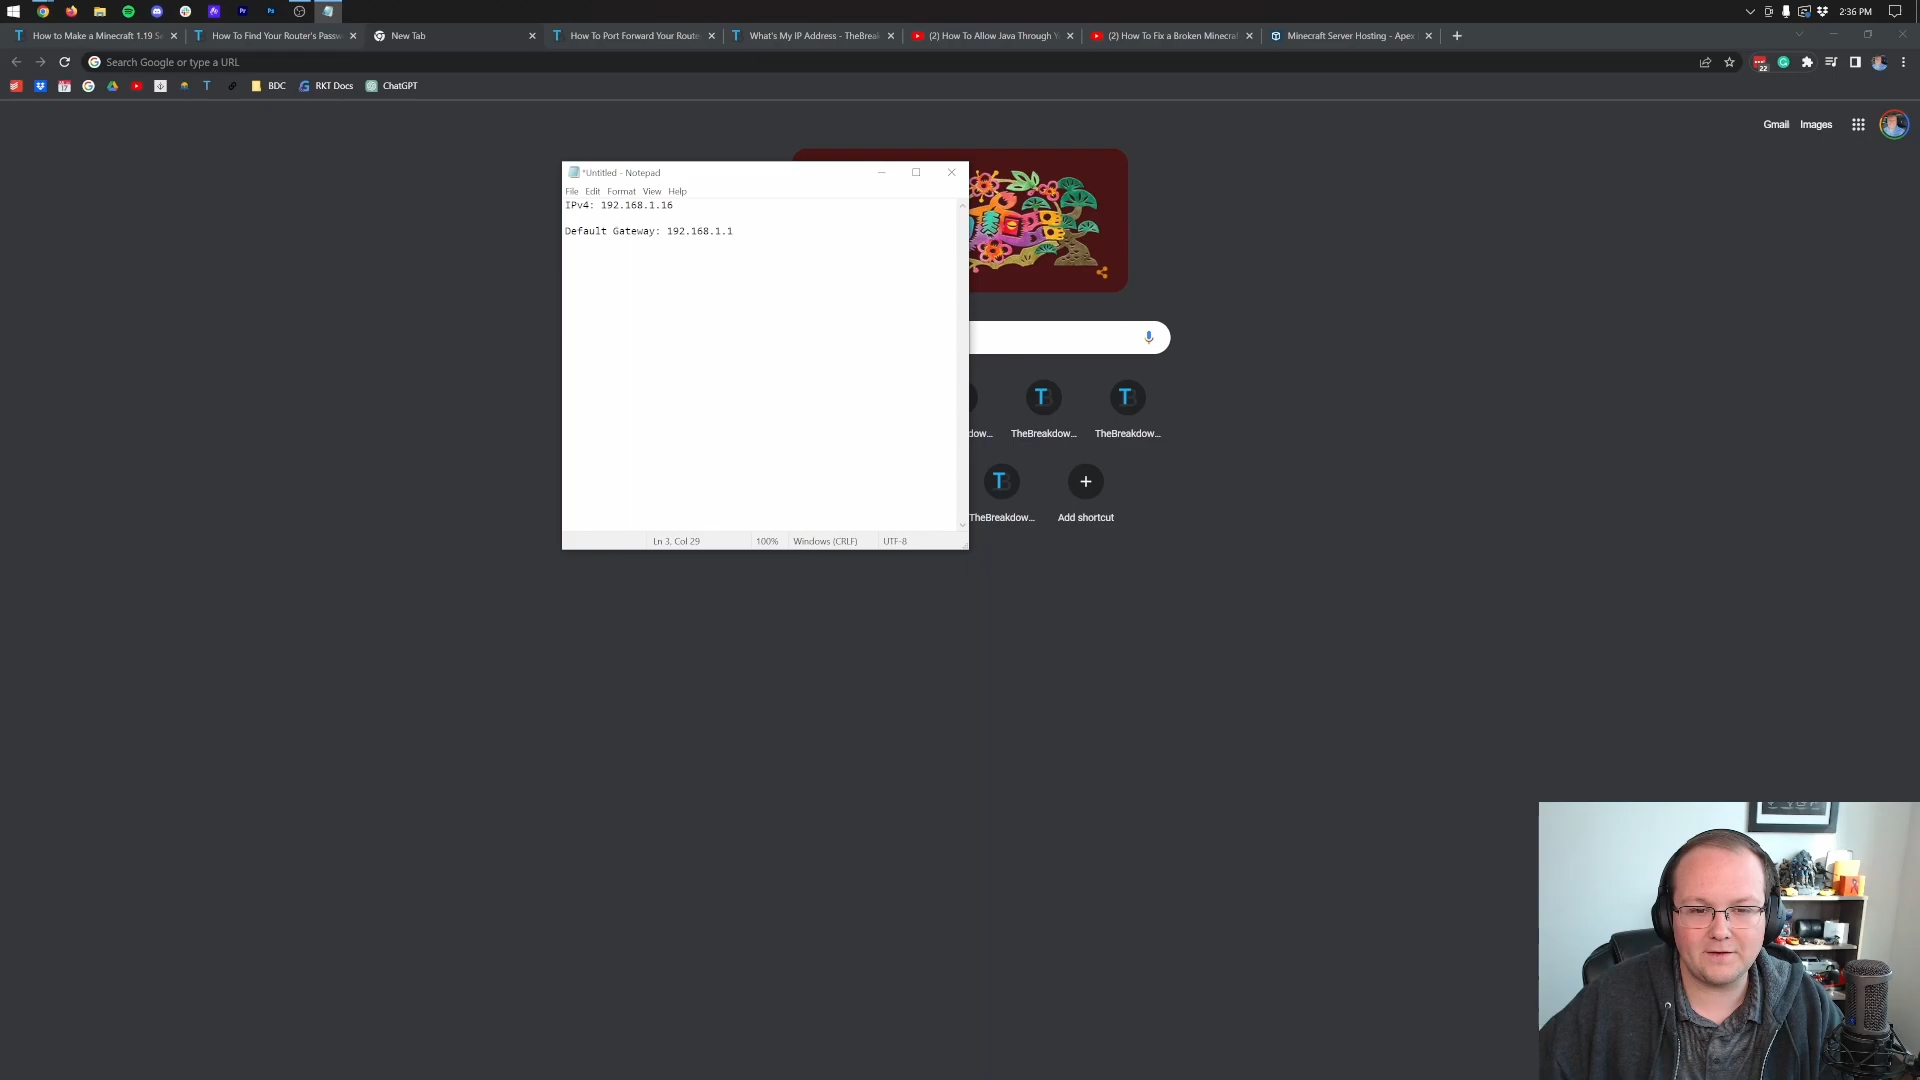 2:36 PM
How to Make a Minecraft 1.19 Se
How To Find Your Router's Passw
New Tab
How To Port Forward Your Route
What's My IP Address - TheBreak
(2) How To Allow Java Through Y
(2) How To Fix a Broken Minecra
Minecraft Server Hosting - Apex
Search Google or type a URL
22
BDC
RKT Docs
ChatGPT
Gmail
Images
*Untitled - Notepad
File Edit Format View Help
IPv4: 192.168.1.16
Default Gateway: 192.168.1.1
dow...
TheBreakdow...
TheBreakdow...
TheBreakdow...
Add shortcut
Ln 3, Col 29
100%
Windows (CRLF)
UTF-8